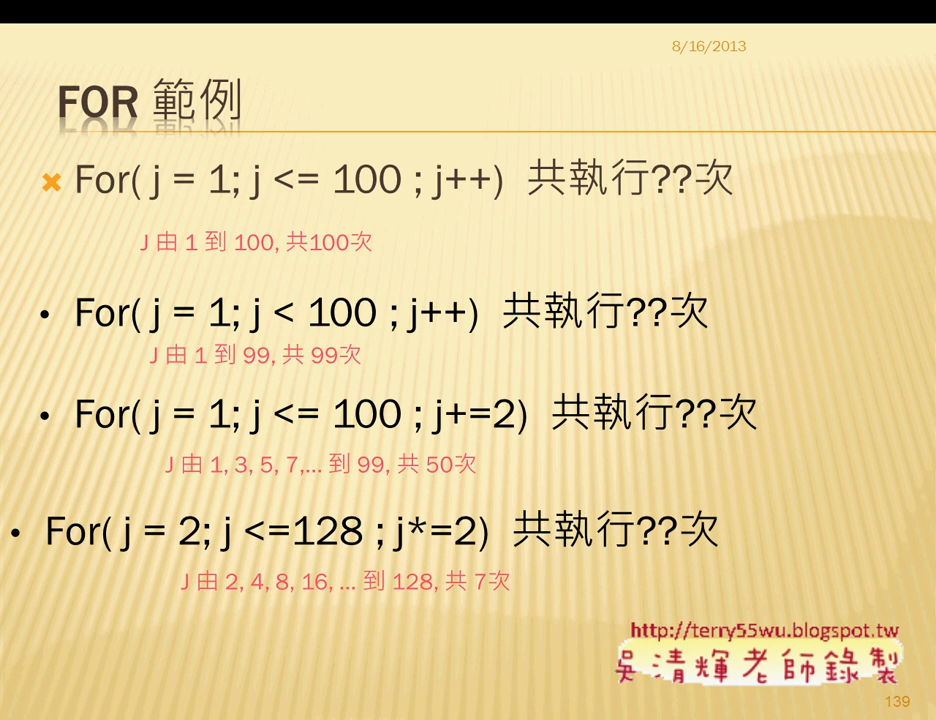 8/16/2013
FOR 範例
For( j = 1; j <= 100 ; j++) 共執行??次
J 由 1 到 100, 共100次
• For( j = 1; j < 100 ; j++) 共執行??次
J 由 1 到 99, 共 99次
• For( j = 1; j <= 100 ; j+=2) 共執行??次
J 由 1, 3, 5, 7,... 到 99, 共 50次
• For( j = 2; j <=128 ; j*=2) 共執行??次
J 由 2, 4, 8, 16, ... 到 128, 共 7次
http://terry55wu.blogspot.tw
吳清輝老師錄製
139